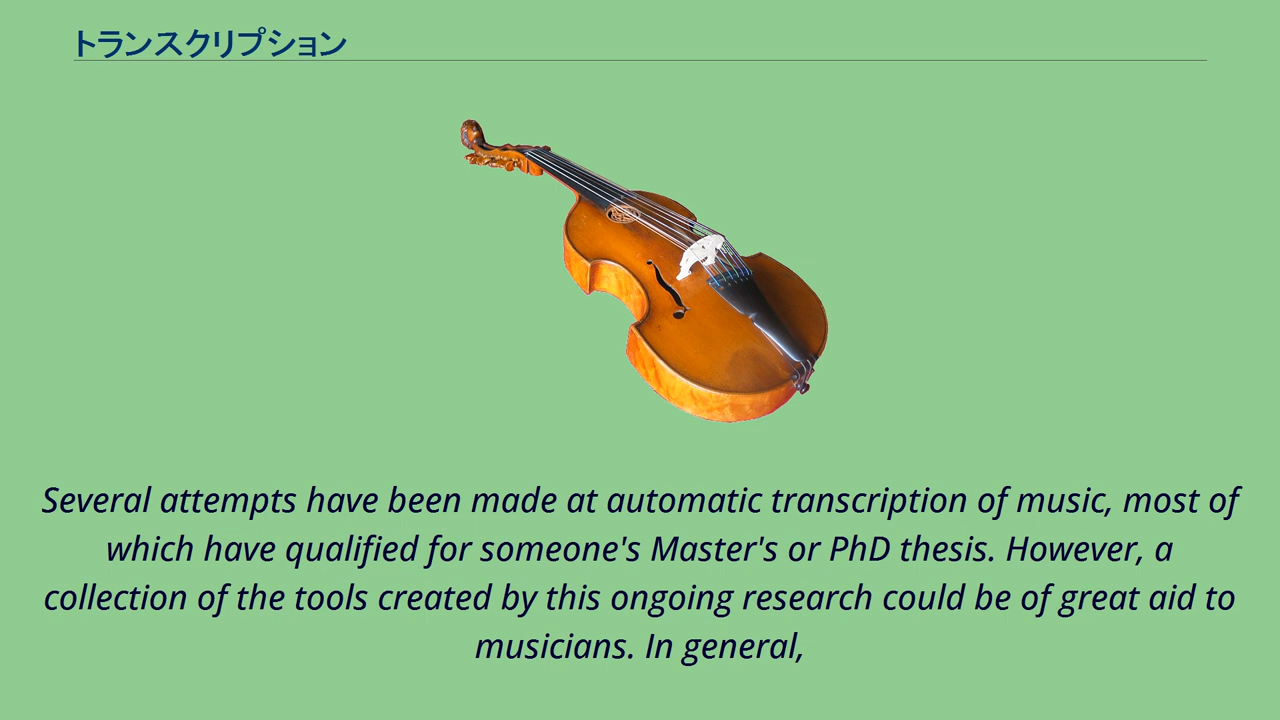 トランスクリプション
Several attempts have been made at automatic transcription of music, most of
which have qualified for someone's Master's or PhD thesis. However, a
collection of the tools created by this ongoing research could be of great aid to
musicians. In general,